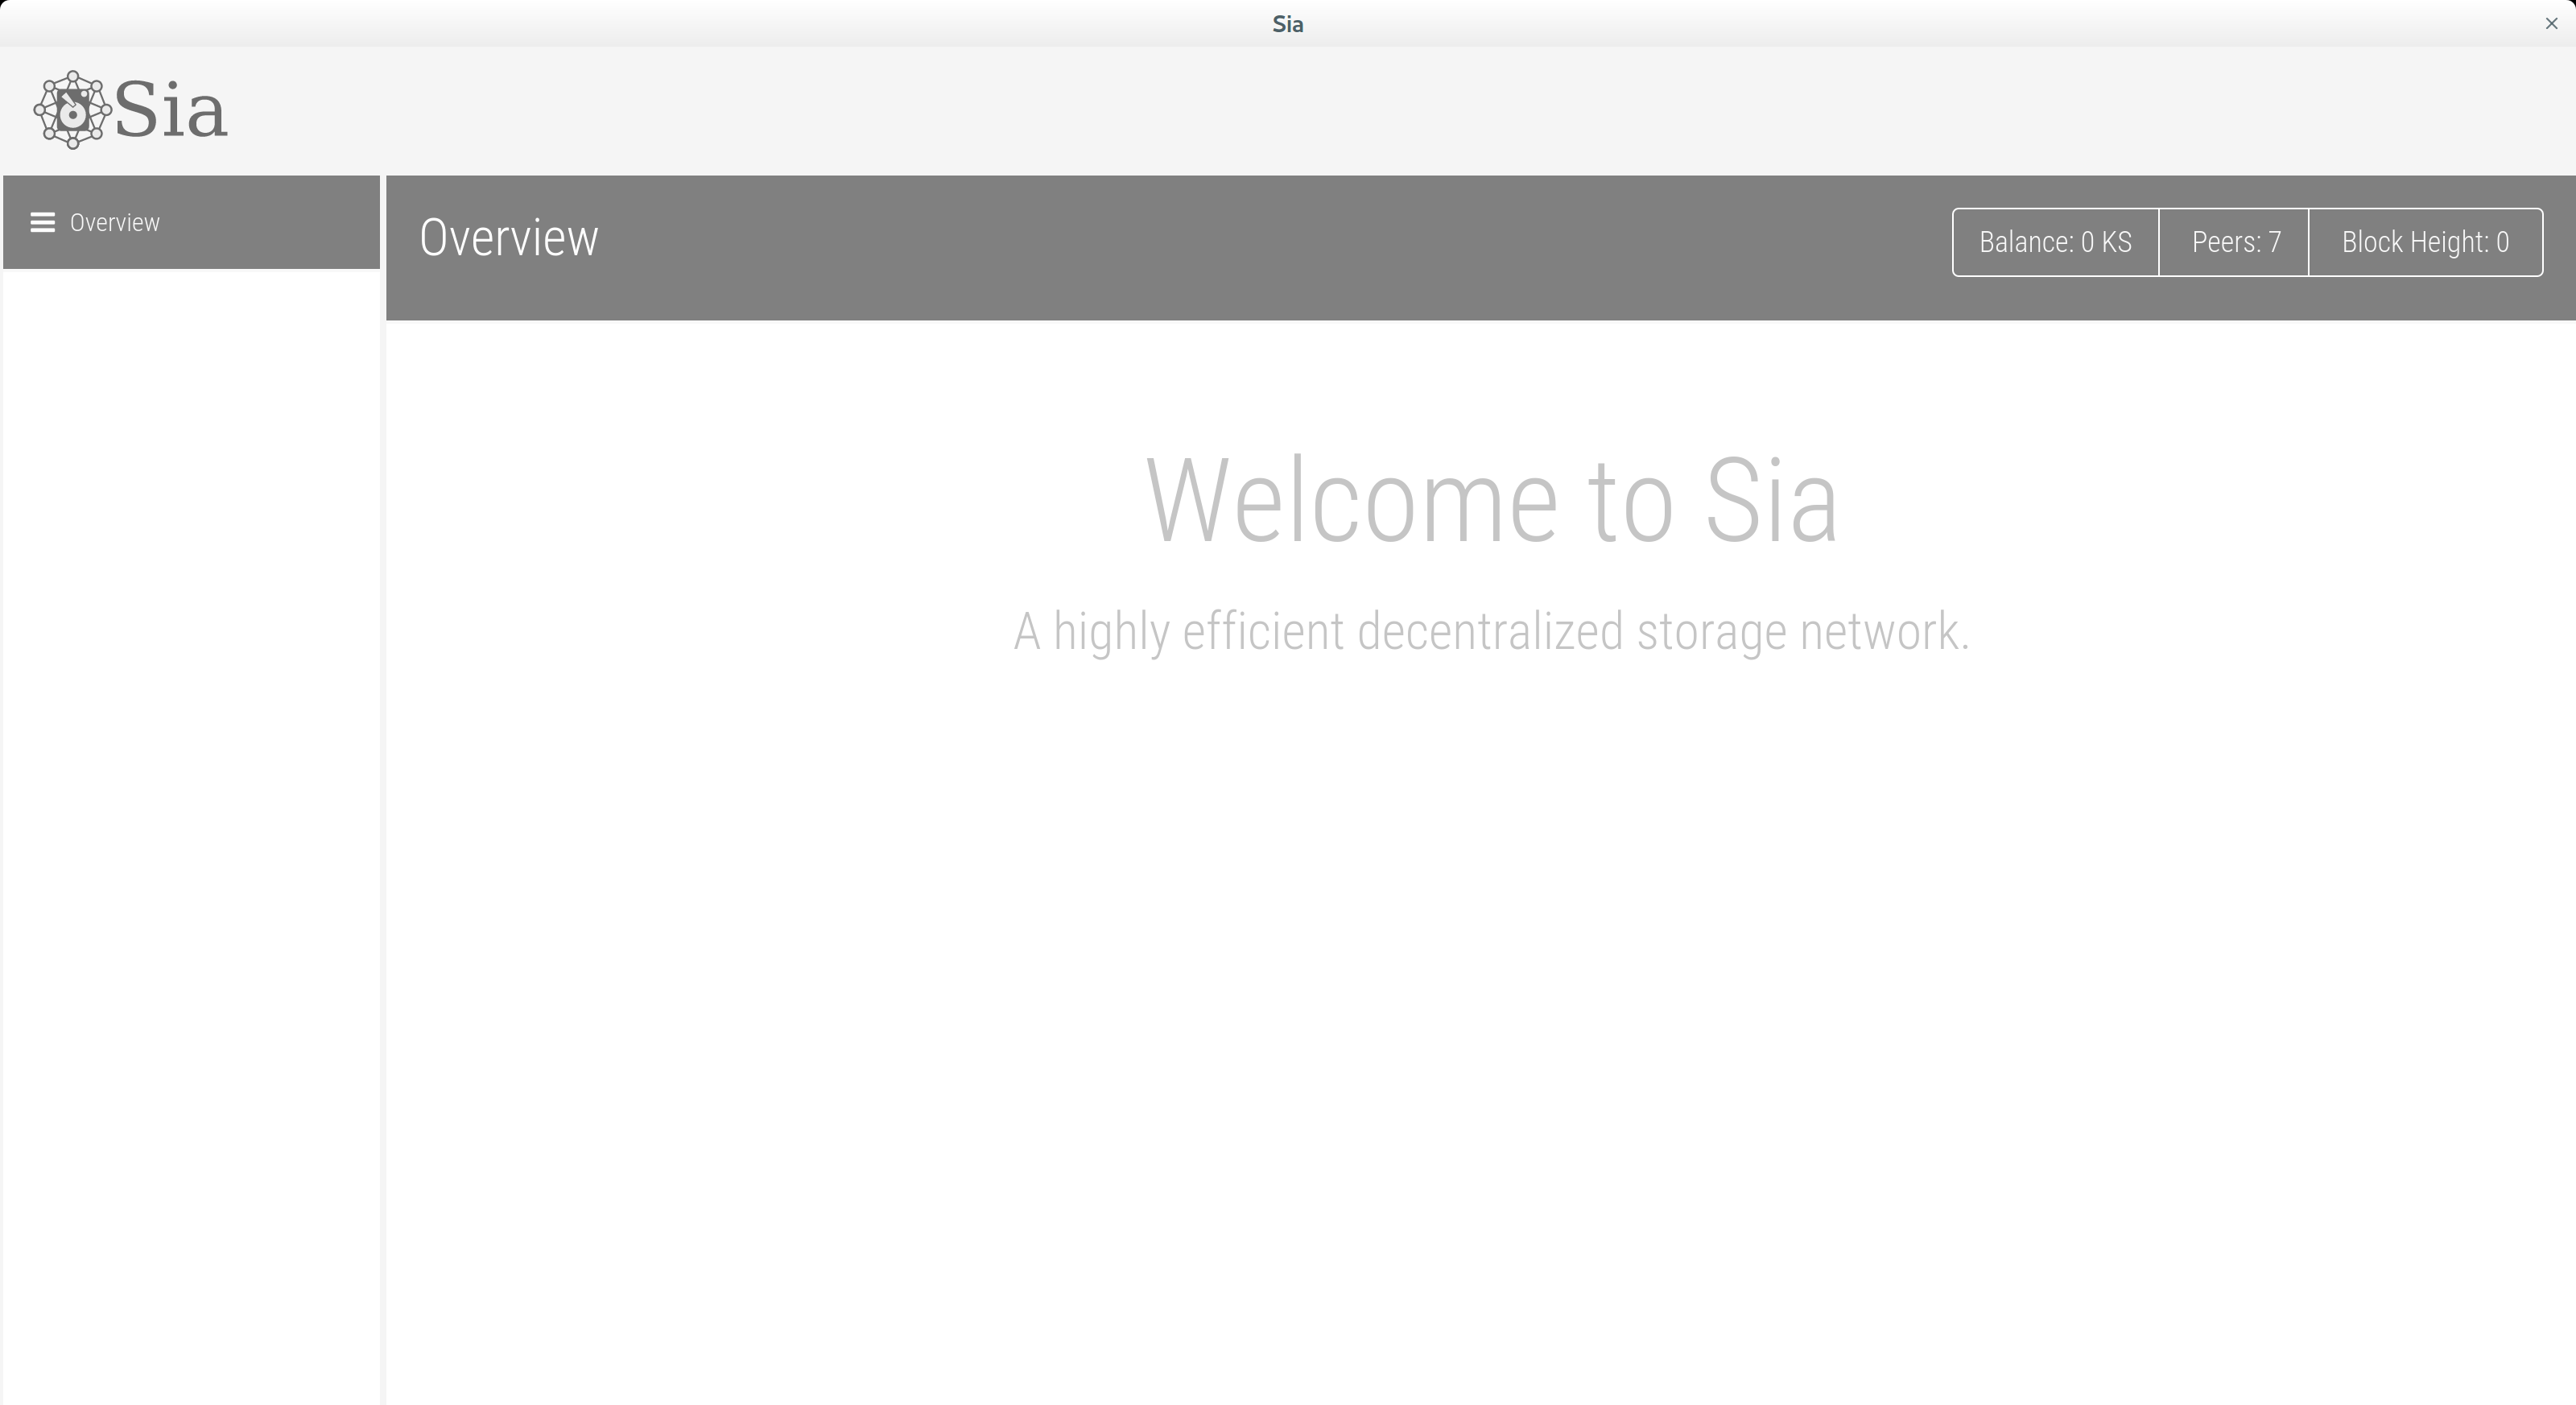 Sia
Sia
Overview
Overview
Balance: 0 KS
Peers: 7
Block Height: 0
Welcome to Sia
A highly efficient decentralized storage network.